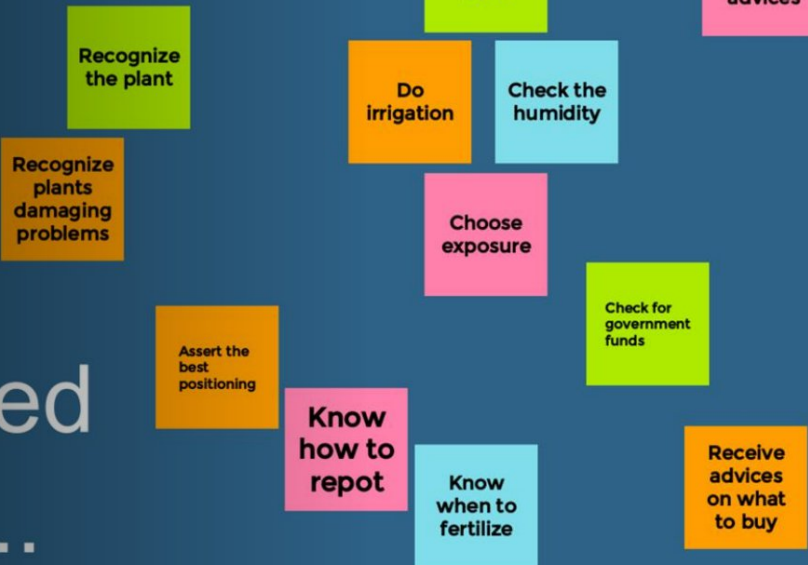 advices
Recognize
the plant
Do
irrigation
Check the
humidity
Recognize
plants
damaging
problems
Choose
exposure
Check for
government
funds
Assert the
best
positioning
ed
Know
how to
repot
Know
when to
fertilize
Receive
advices
on what
to buy
..